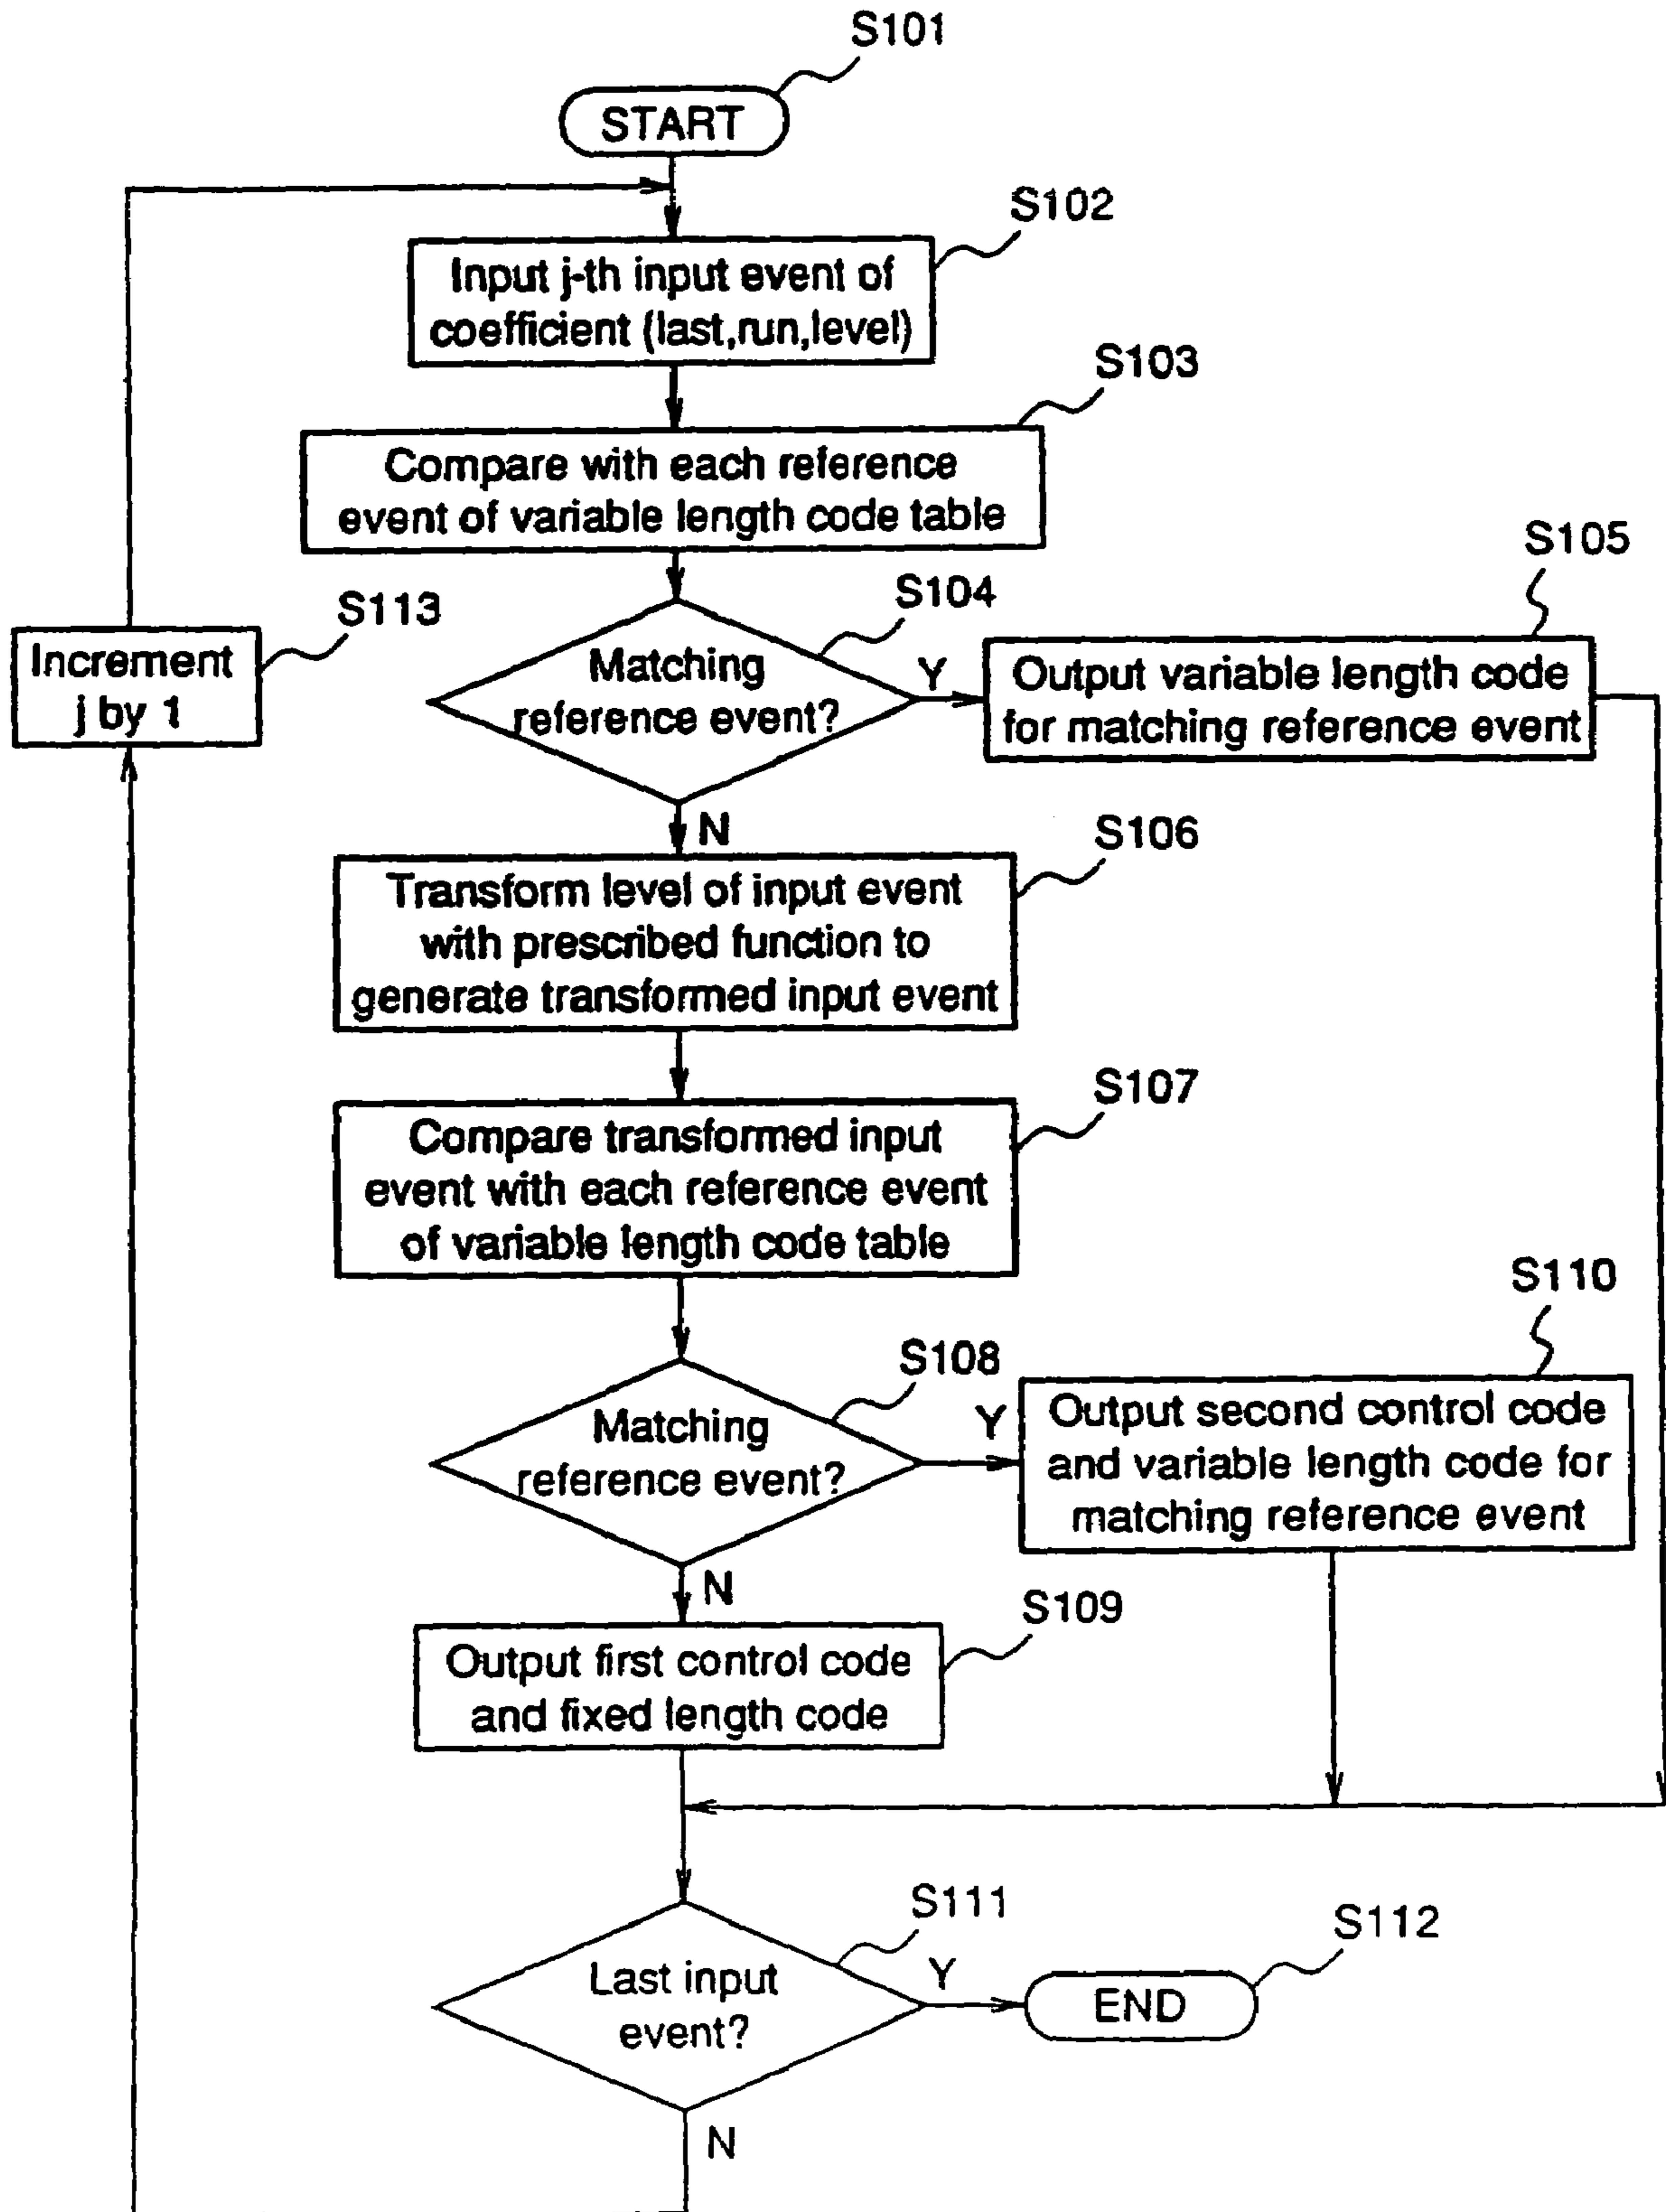 S101
START
S102
Input j-th input event of
coefficient (last,run,level)
S103
Compare with each reference
event of variable length code table
S104
Matching
reference event?
Y
S105
Output variable length code
for matching reference event
S113
Increment
j by 1
N
S106
Transform level of input event
with prescribed function to
generate transformed input event
S107
Compare transformed input
event with each reference event
of variable length code table
S108
Matching
reference event?
Y
S110
Output second control code
and variable length code for
matching reference event
N
S109
Output first control code
and fixed length code
S111
Last input
event?
Y
S112
END
N